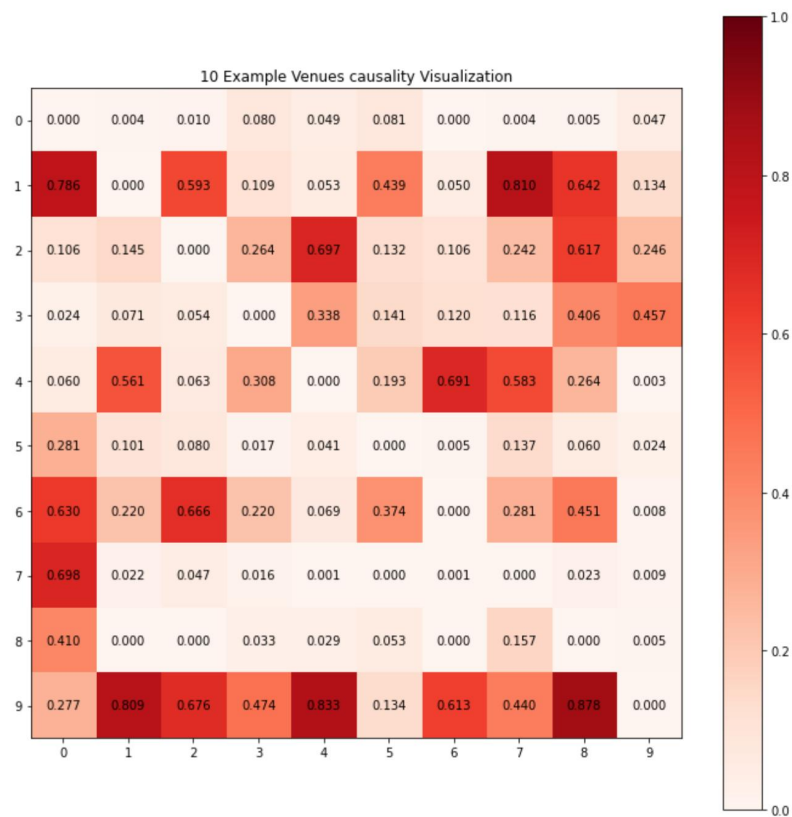 10 Example Venues causality Visualization
0 0.000 0.004 0.010 0.080 0.049 0.081 0.000 0.004 0.005 0.047
1 0.786 0.000 0.593 0.109 0.053 0.439 0.050 0.810 0.642 0.134
2 0.106 0.145 0.000 0.264 0.697 0.132 0.106 0.242 0.617 0.246
3 0.024 0.071 0.054 0.000 0.338 0.141 0.120 0.116 0.406 0.457
4 0.060 0.561 0.063 0.308 0.000 0.193 0.691 0.583 0.264 0.003
5 0.281 0.101 0.080 0.017 0.041 0.000 0.005 0.137 0.060 0.024
6 0.630 0.220 0.666 0.220 0.069 0.374 0.000 0.281 0.451 0.008
7 0.698 0.022 0.047 0.016 0.001 0.000 0.001 0.000 0.023 0.009
8 0.410 0.000 0.000 0.033 0.029 0.053 0.000 0.157 0.000 0.005
9 0.277 0.809 0.676 0.474 0.833 0.134 0.613 0.440 0.878 0.000
0 1 2 3 4 5 6 7 8 9
1.0
0.8
0.6
0.4
0.2
0.0